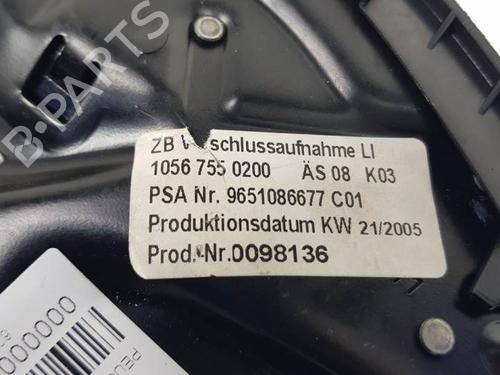 ZB schlussaufnahme LI
1056 755 0200 ÄS 08 K03
PSA Nr. 9651086677 C01
Produktionsdatum KW 21/2005
Prod.-Nr.0098136
B-PARTS